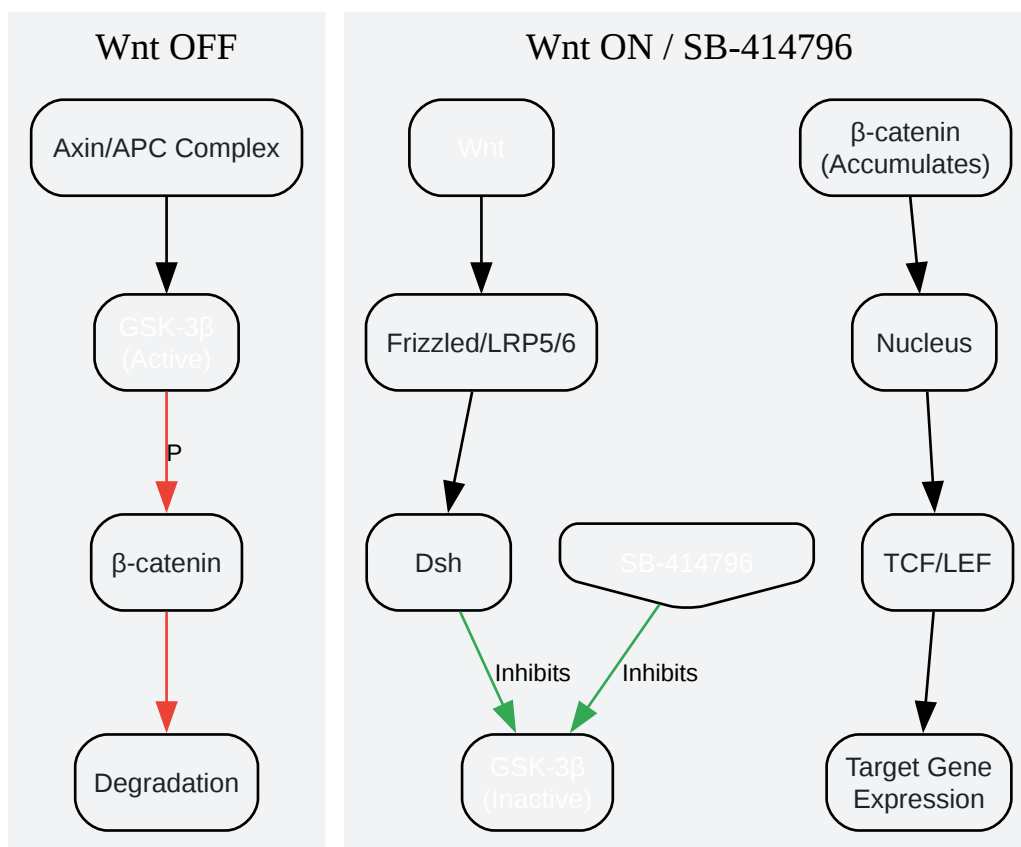 Wnt OFF
Axin/APC Complex
GSK-3β
(Active)
P
β-catenin
Degradation
Wnt ON / SB-414796
Wnt
Frizzled/LRP5/6
Dsh
SB-414796
Inhibits
Inhibits
GSK-3β
(Inactive)
β-catenin
(Accumulates)
Nucleus
TCF/LEF
Target Gene
Expression